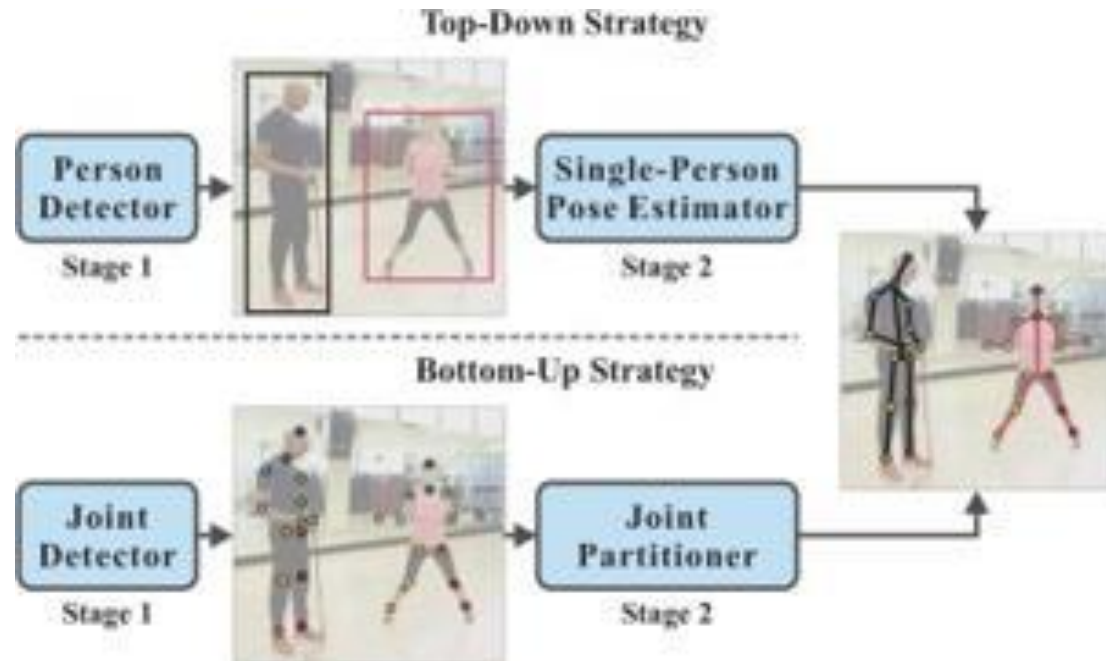 Top-Down Strategy
Person
Detector
Stage 1
Single-Person
Pose Estimator
Stage 2
Bottom-Up Strategy
Joint
Detector
Stage 1
Joint
Partitioner
Stage 2